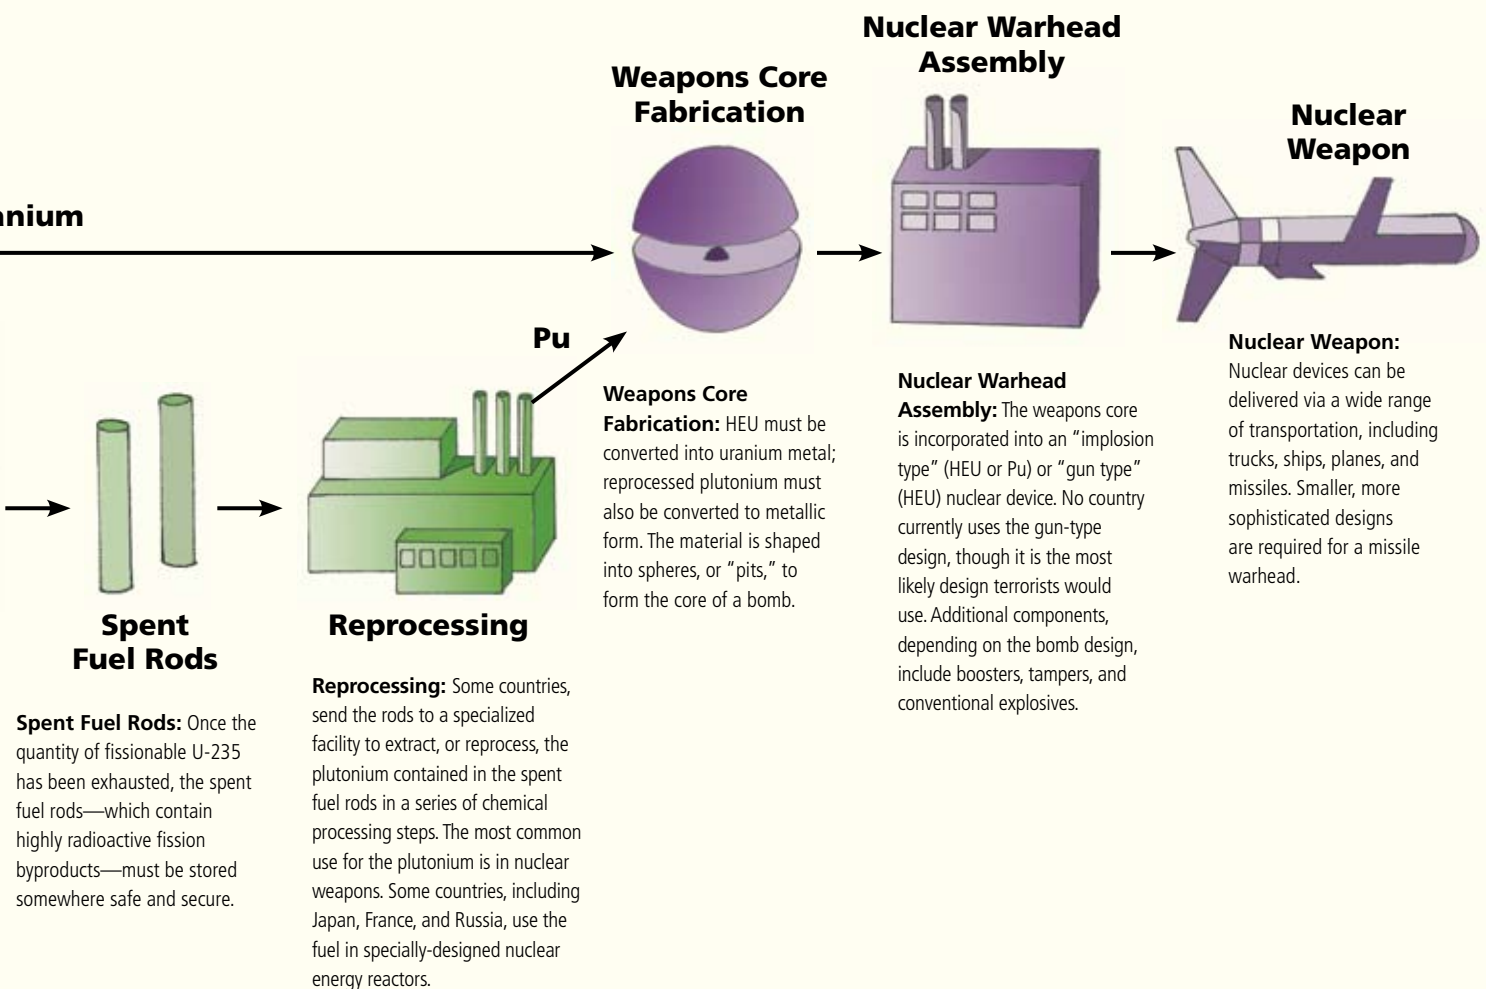 Nuclear Warhead
Assembly
Weapons Core
Fabrication
Nuclear
Weapon
Pu
Spent
Fuel Rods
Reprocessing
Spent Fuel Rods: Once the
quantity of fissionable U-235
has been exhausted, the spent
fuel rods—which contain
highly radioactive fission
byproducts—must be stored
somewhere safe and secure.
Reprocessing: Some countries,
send the rods to a specialized
facility to extract, or reprocess, the
plutonium contained in the spent
fuel rods in a series of chemical
processing steps. The most common
use for the plutonium is in nuclear
weapons. Some countries, including
Japan, France, and Russia, use the
fuel in specially-designed nuclear
energy reactors.
Weapons Core
Fabrication: HEU must be
converted into uranium metal;
reprocessed plutonium must
also be converted to metallic
form. The material is shaped
into spheres, or “pits,” to
form the core of a bomb.
Nuclear Warhead
Assembly: The weapons core
is incorporated into an “implosion
type” (HEU or Pu) or “gun type”
(HEU) nuclear device. No country
currently uses the gun-type
design, though it is the most
likely design terrorists would
use. Additional components,
depending on the bomb design,
include boosters, tampers, and
conventional explosives.
Nuclear Weapon:
Nuclear devices can be
delivered via a wide range
of transportation, including
trucks, ships, planes, and
missiles. Smaller, more
sophisticated designs
are required for a missile
warhead.